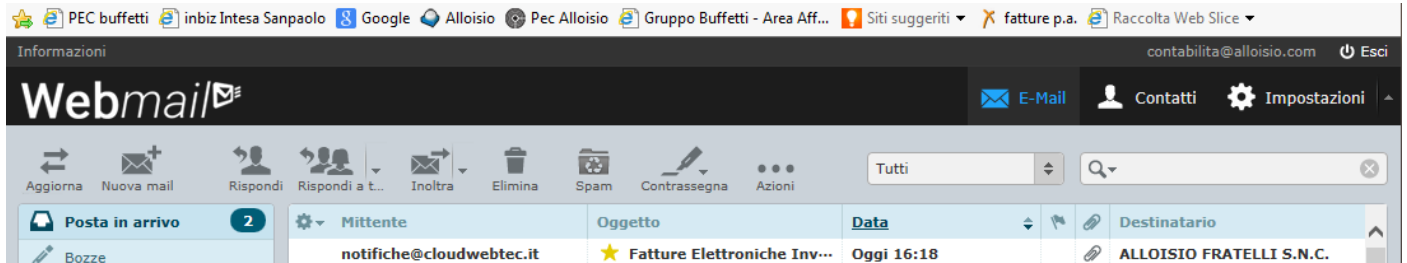 PEC buffetti inbiz Intesa Sanpaolo Google Alloisio Pec Alloisio Gruppo Buffetti - Area Aff... Siti suggeriti fatture p.a. Raccolta Web Slice
Informazioni contabilita@alloisio.com Esci
Webmail E-Mail Contatti Impostazioni
Tutti
Aggiorna Nuova mail Rispondi Rispondi a t... Inoltra Elimina Spam Contrassegna Azioni
Posta in arrivo 2 Mittente Oggetto Data Destinatario
Bozze notifiche@cloudwebtec.it Fatture Elettroniche Inv... Oggi 16:18 ALLOISIO FRATELLI S.N.C.